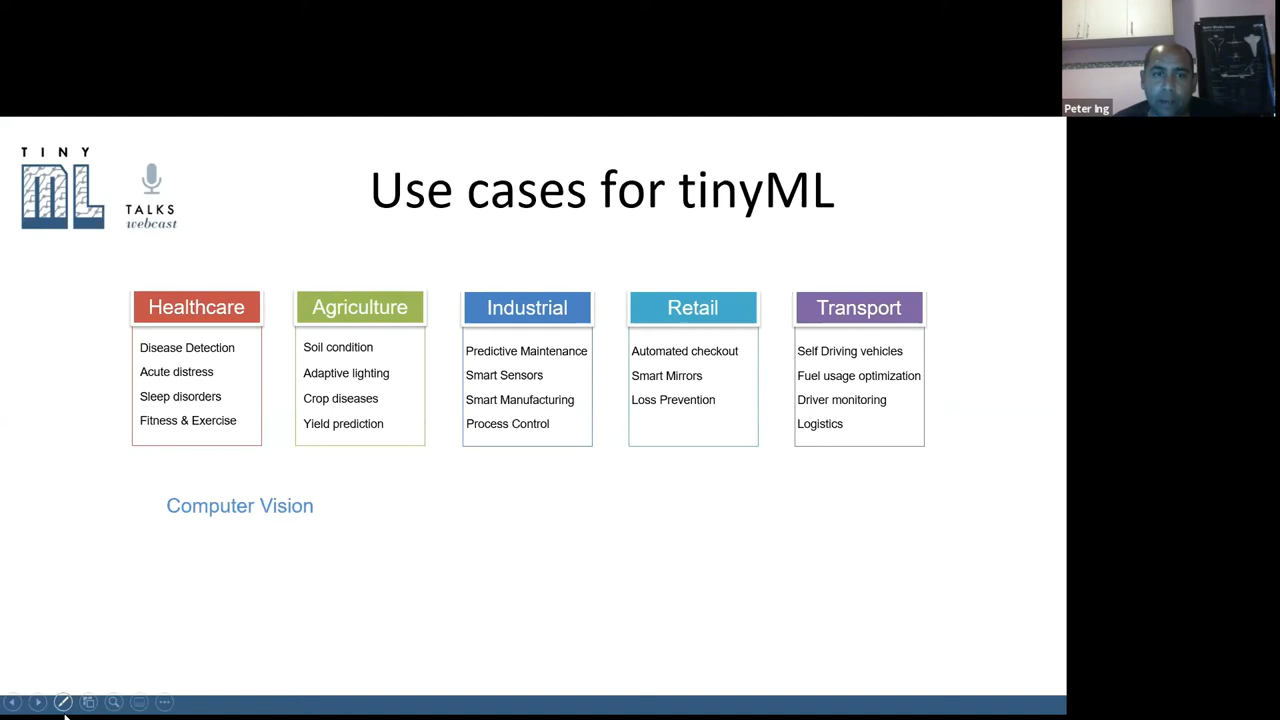 Peter Ing
TINY
ML
TALKS
webcast
Use cases for tinyML
Healthcare
Disease Detection
Acute distress
Sleep disorders
Fitness & Exercise
Agriculture
Soil condition
Adaptive lighting
Crop diseases
Yield prediction
Industrial
Predictive Maintenance
Smart Sensors
Smart Manufacturing
Process Control
Retail
Automated checkout
Smart Mirrors
Loss Prevention
Transport
Self Driving vehicles
Fuel usage optimization
Driver monitoring
Logistics
Computer Vision